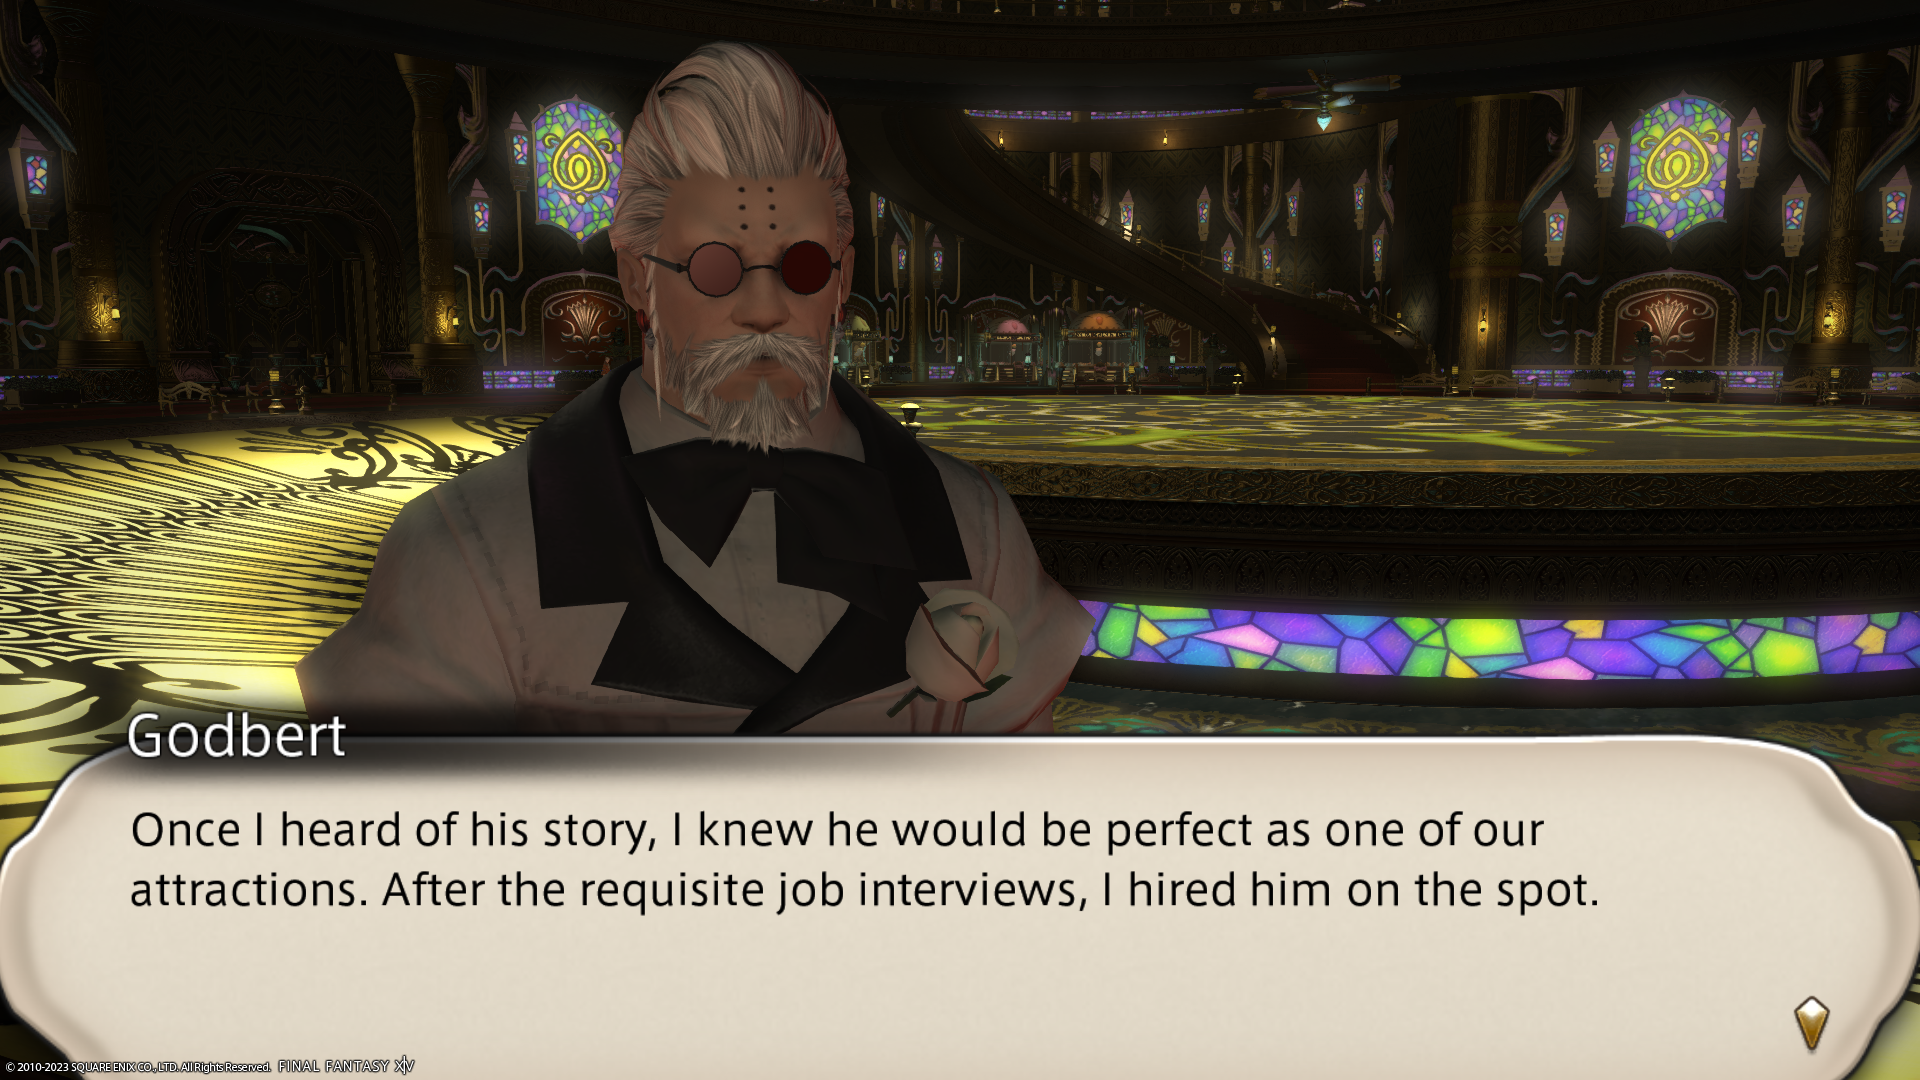 Godbert
Once I heard of his story, I knew he would be perfect as one of our
attractions. After the requisite job interviews, I hired him on the spot.
© 2010-2023 SQUARE ENIX CO., LTD. All Rights Reserved. FINAL FANTASY XIV